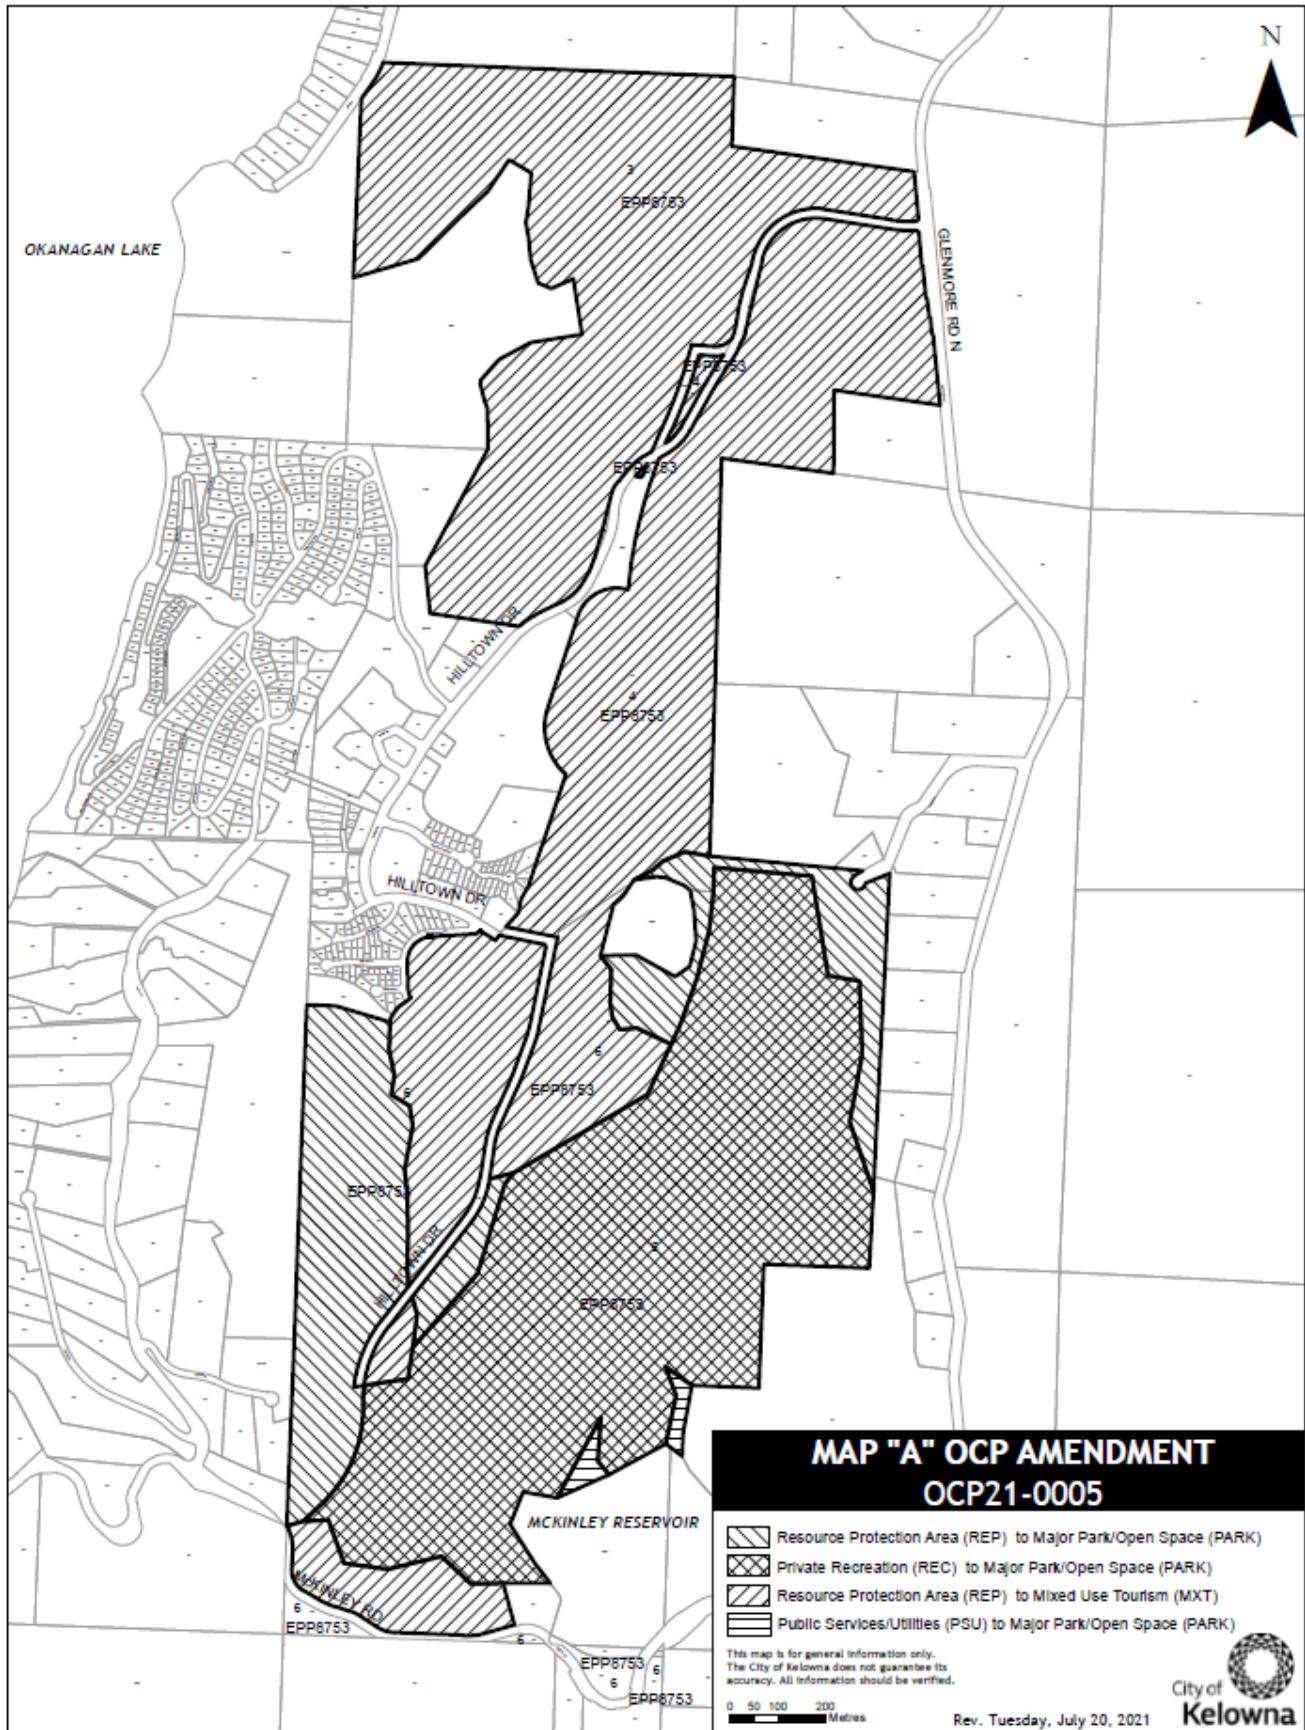 N
OKANAGAN LAKE
3
EPP8753
GLENMORE RD N
EPP8753
4
EPP8753
HILLTOWN DR
4
EPP8753
HILLTOWN DR
6
EPP8753
EPP8753
HILLTOWN DR
EPP8753
MCKINLEY RESERVOIR
MCKINLEY RD
6
EPP8753
6
EPP8753
6
6
EPP8753
MAP "A" OCP AMENDMENT
OCP21-0005
Resource Protection Area (REP) to Major Park/Open Space (PARK)
Private Recreation (REC) to Major Park/Open Space (PARK)
Resource Protection Area (REP) to Mixed Use Tourism (MXT)
Public Services/Utilities (PSU) to Major Park/Open Space (PARK)
This map is for general information only.
The City of Kelowna does not guarantee its
accuracy. All information should be verified.
0 50 100 200
Metres
Rev. Tuesday, July 20, 2021
City of
Kelowna